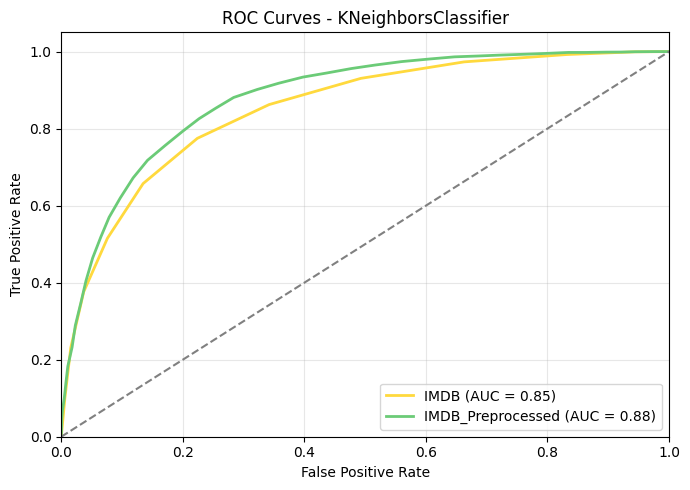 ROC Curves - KNeighborsClassifier
1.0
0.8
0.6
0.4
0.2
0.0
True Positive Rate
0.0 0.2 0.4 0.6 0.8 1.0
False Positive Rate
IMDB (AUC = 0.85)
IMDB_Preprocessed (AUC = 0.88)